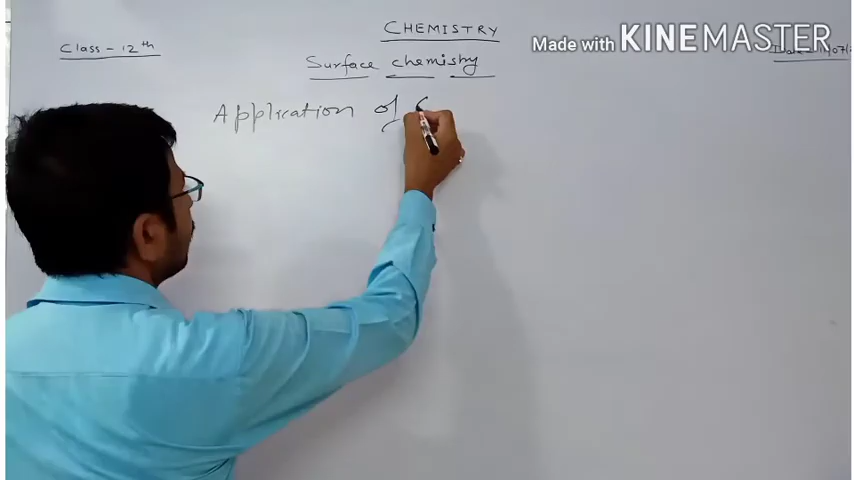 CHEMISTRY
Made with KINEMASTER
Class - 12th
Surface chemistry
Application of